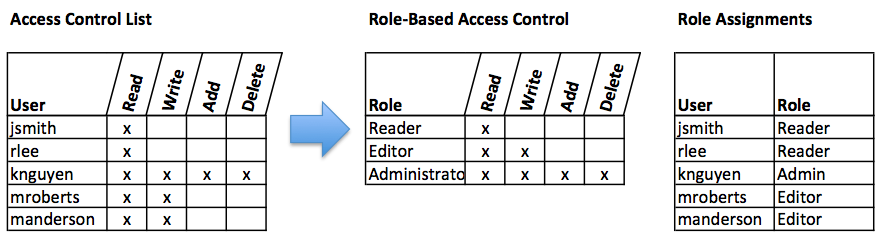 Access Control List
User Read Write Add Delete
jsmith x
rlee x
knguyen x x x x
mroberts x x
manderson x x
Role-Based Access Control
Role Read Write Add Delete
Reader x
Editor x x
Administrato x x x x
Role Assignments
User Role
jsmith Reader
rlee Reader
knguyen Admin
mroberts Editor
manderson Editor